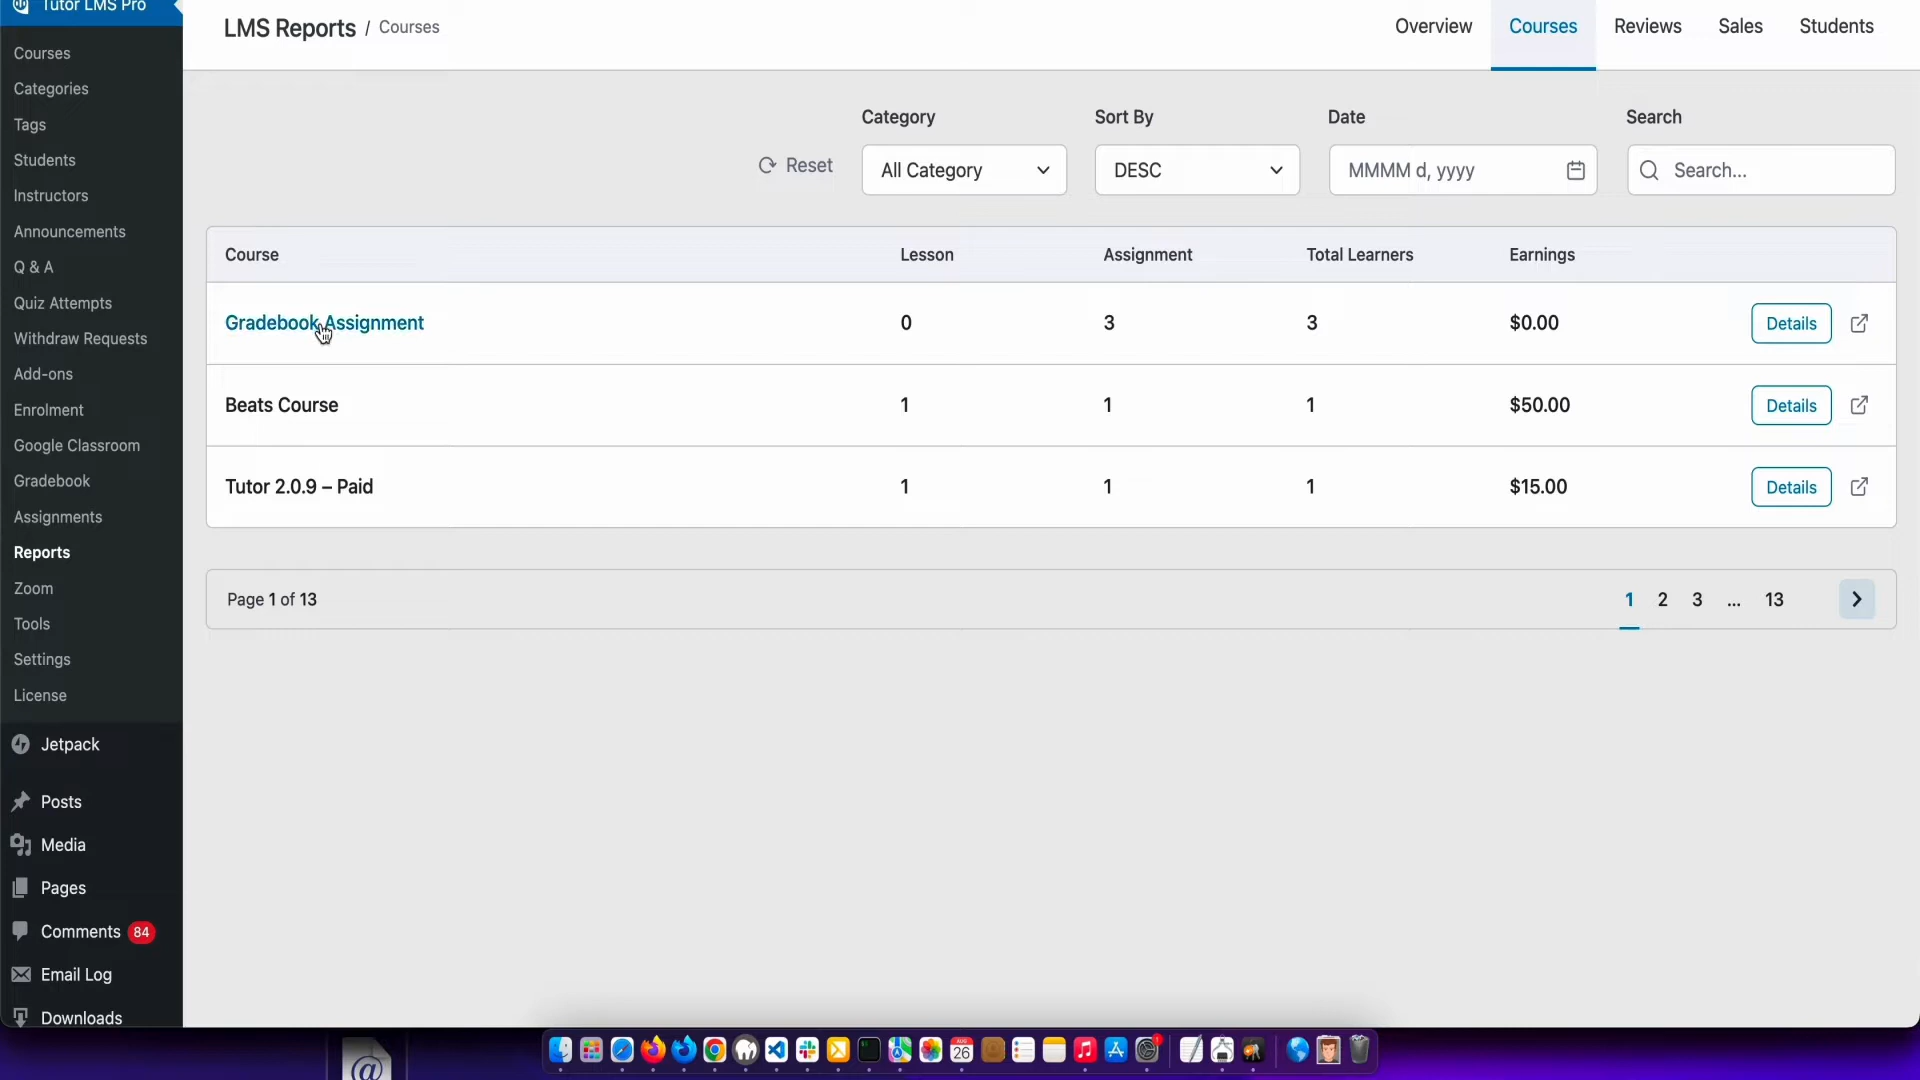 Tutor LMS Pro
Courses
Categories
Tags
Students
Instructors
Announcements
Q & A
Quiz Attempts
Withdraw Requests
Add-ons
Enrolment
Google Classroom
Gradebook
Assignments
Reports
Zoom
Tools
Settings
License
Jetpack
Posts
Media
Pages
Comments 84
Email Log
Downloads
LMS Reports / Courses
Overview Courses Reviews Sales Students
Category Sort By Date Search
Reset All Category DESC MMMM d, yyyy Search...
Course Lesson Assignment Total Learners Earnings
Gradebook Assignment 0 3 3 $0.00 Details
Beats Course 1 1 1 $50.00 Details
Tutor 2.0.9 – Paid 1 1 1 $15.00 Details
Page 1 of 13 1 2 3 ... 13
AUG
26
@